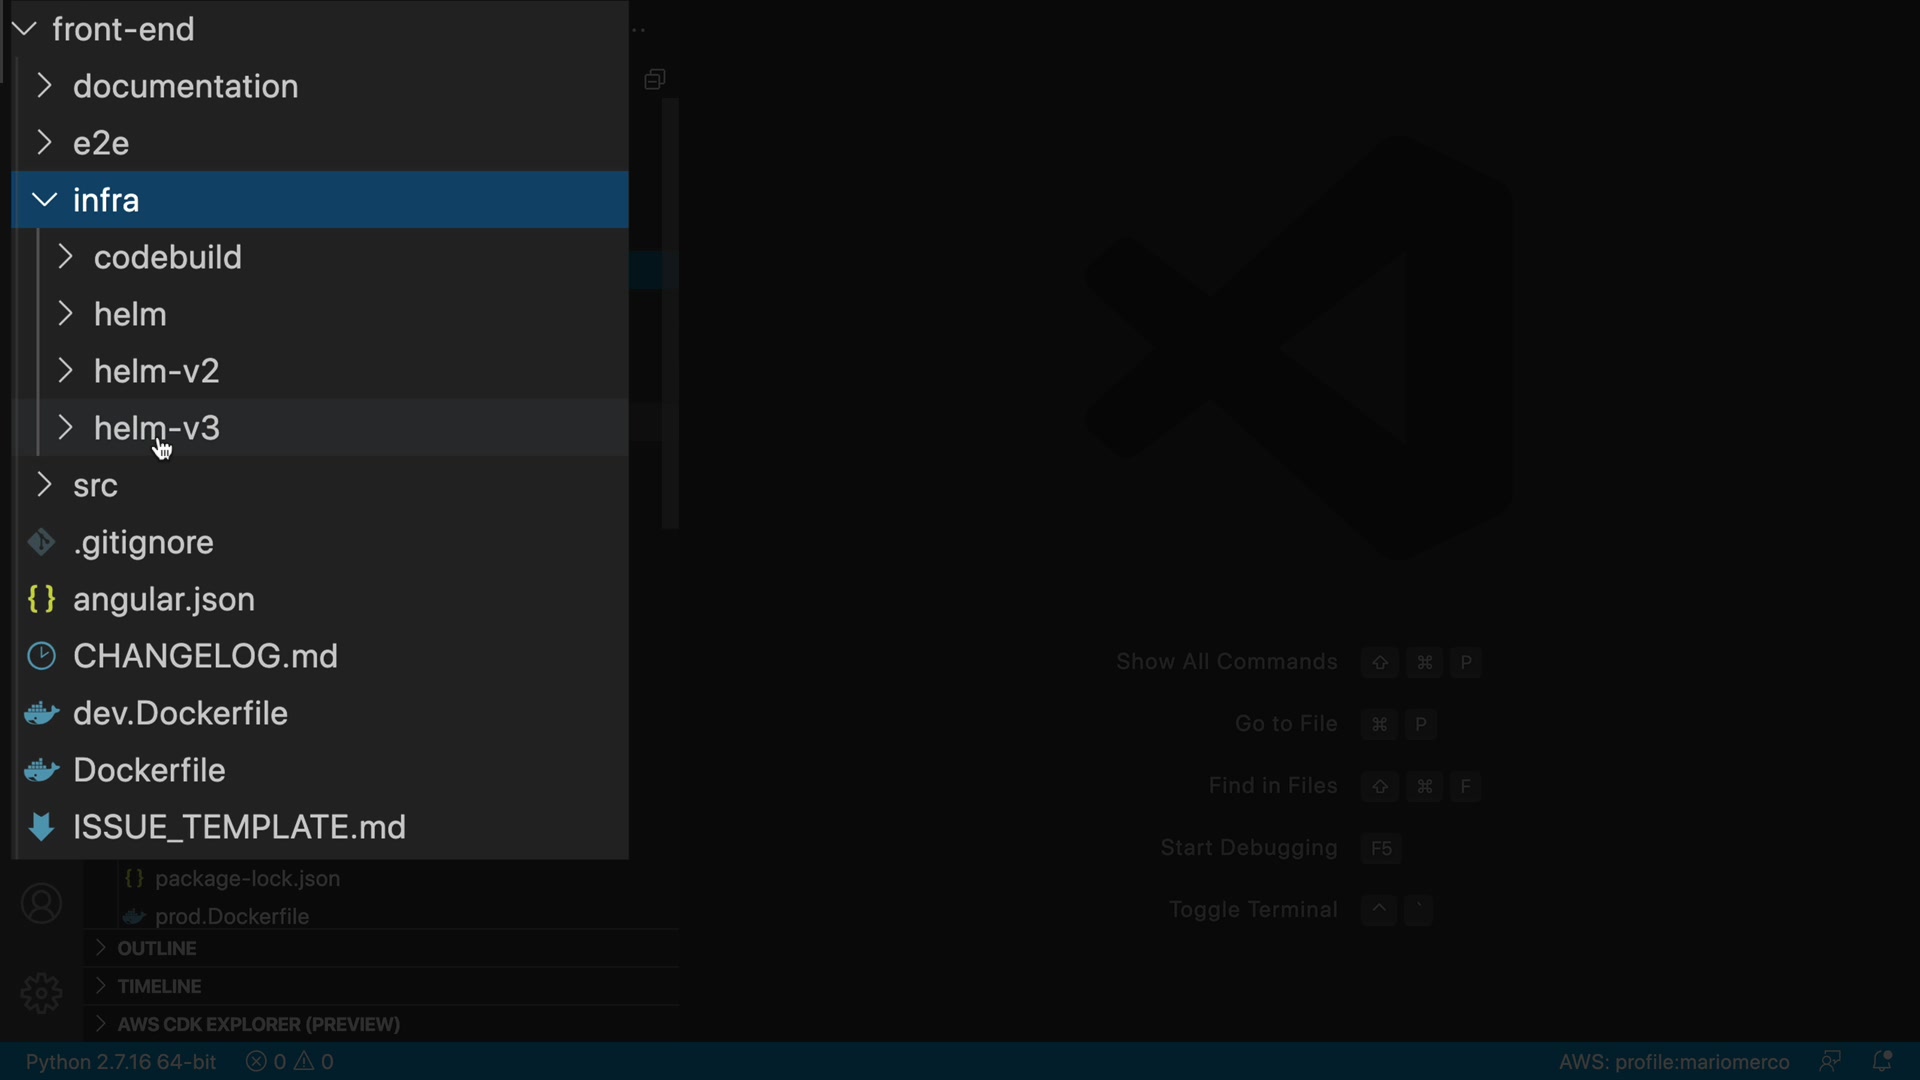 front-end
documentation
e2e
infra
codebuild
helm
helm-v2
helm-v3
src
.gitignore
angular.json
CHANGELOG.md
dev.Dockerfile
Dockerfile
ISSUE_TEMPLATE.md
package-lock.json
prod.Dockerfile
OUTLINE
TIMELINE
AWS CDK EXPLORER (PREVIEW)
Show All Commands ⇧ ⌘ P
Go to File ⌘ P
Find in Files ⇧ ⌘ F
Start Debugging F5
Toggle Terminal ^ `
Python 2.7.16 64-bit 0 0 AWS: profile:mariomerco